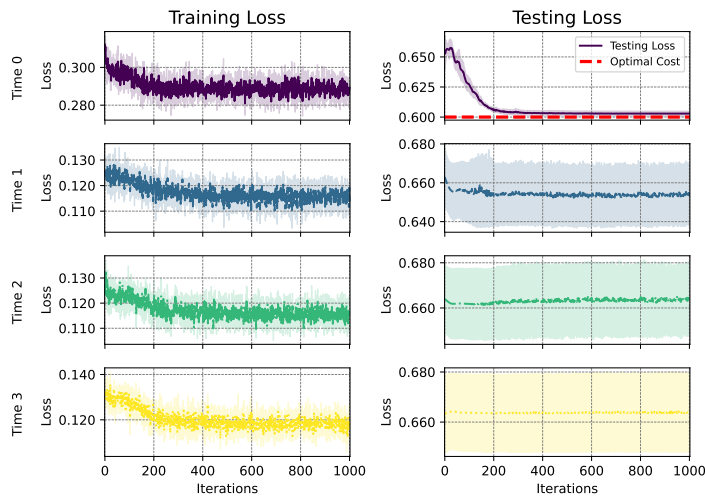 Training Loss
Testing Loss
Time 0
Loss
0.300
0.280
Loss
0.650
0.625
0.600
Testing Loss
Optimal Cost
Time 1
Loss
0.130
0.120
0.110
Loss
0.680
0.660
0.640
Time 2
Loss
0.130
0.120
0.110
Loss
0.680
0.660
Time 3
Loss
0.140
0.120
Loss
0.680
0.660
0 200 400 600 800 1000
0 200 400 600 800 1000
Iterations
Iterations